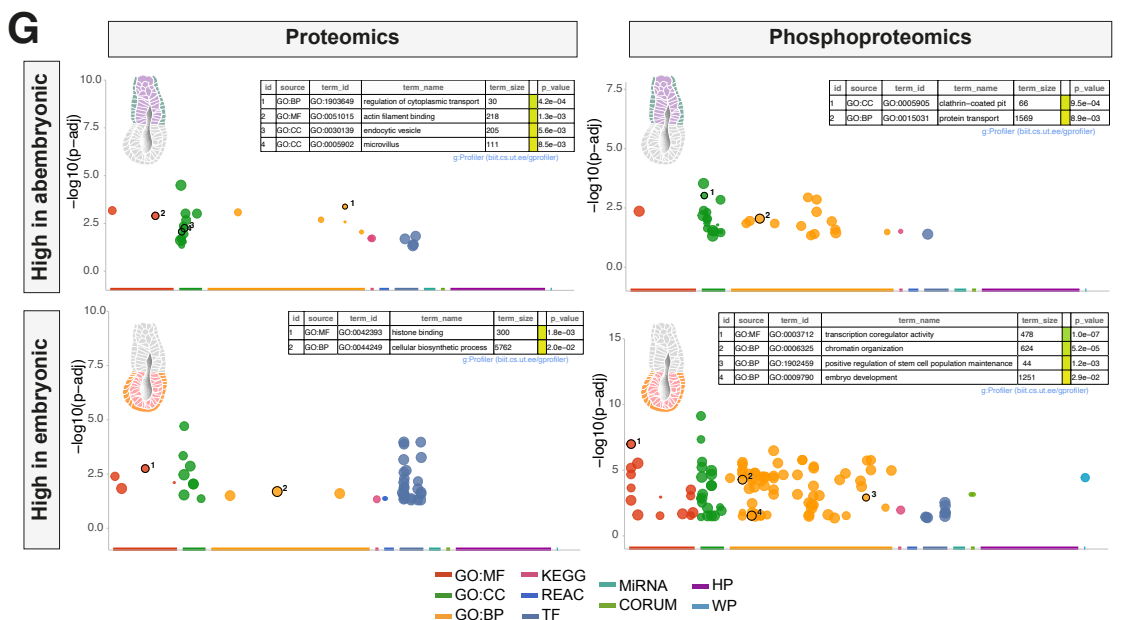 G
Proteomics
Phosphoproteomics
High in abembryonic
High in embryonic
10.0
7.5
5.0
2.5
0.0
−log10(p−adj)
id source term_id term_name term_size p_value
1 GO:BP GO:1903649 regulation of cytoplasmic transport 30 4.2e−04
2 GO:MF GO:0051015 actin filament binding 218 1.3e−03
3 GO:CC GO:0030139 endocytic vesicle 205 5.6e−03
4 GO:CC GO:0005902 microvillus 111 8.5e−03
g:Profiler (biit.cs.ut.ee/gprofiler)
1
2
3
4
7.5
5.0
2.5
0.0
−log10(p−adj)
id source term_id term_name term_size p_value
1 GO:CC GO:0005905 clathrin−coated pit 66 9.5e−04
2 GO:BP GO:0015031 protein transport 1569 8.9e−03
g:Profiler (biit.cs.ut.ee/gprofiler)
1
2
10.0
7.5
5.0
2.5
0.0
−log10(p−adj)
id source term_id term_name term_size p_value
1 GO:MF GO:0042393 histone binding 300 1.8e−03
2 GO:BP GO:0044249 cellular biosynthetic process 5762 2.0e−02
g:Profiler (biit.cs.ut.ee/gprofiler)
1
2
15
10
5
0
−log10(p−adj)
id source term_id term_name term_size p_value
1 GO:MF GO:0003712 transcription coregulator activity 478 1.0e−07
2 GO:BP GO:0006325 chromatin organization 624 5.2e−05
3 GO:BP GO:1902459 positive regulation of stem cell population maintenance 44 1.2e−03
4 GO:BP GO:0009790 embryo development 1251 2.9e−02
g:Profiler (biit.cs.ut.ee/gprofiler)
1
2
3
4
GO:MF KEGG MiRNA HP
GO:CC REAC CORUM WP
GO:BP TF